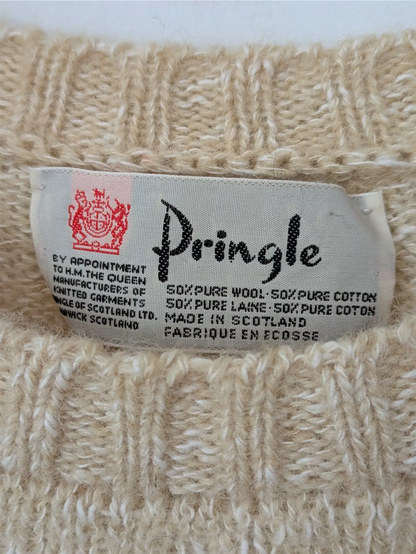 Pringle
BY APPOINTMENT
TO H.M. THE QUEEN
MANUFACTURERS OF
KNITTED GARMENTS
OF SCOTLAND LTD.
SCOTLAND
50% PURE WOOL · 50% PURE COTTON
50% PURE LAINE · 50% PURE COTON
MADE IN SCOTLAND
FABRIQUE EN ECOSSE